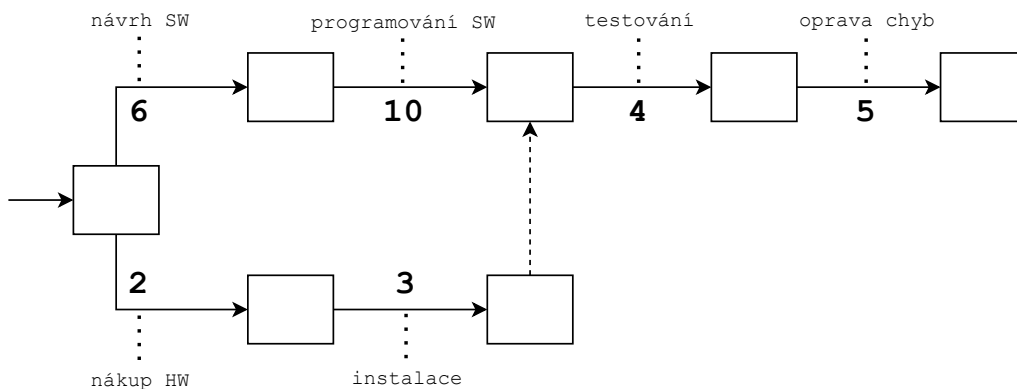 návrh SW
programování SW
testování
oprava chyb
6
10
4
5
2
3
nákup HW
instalace